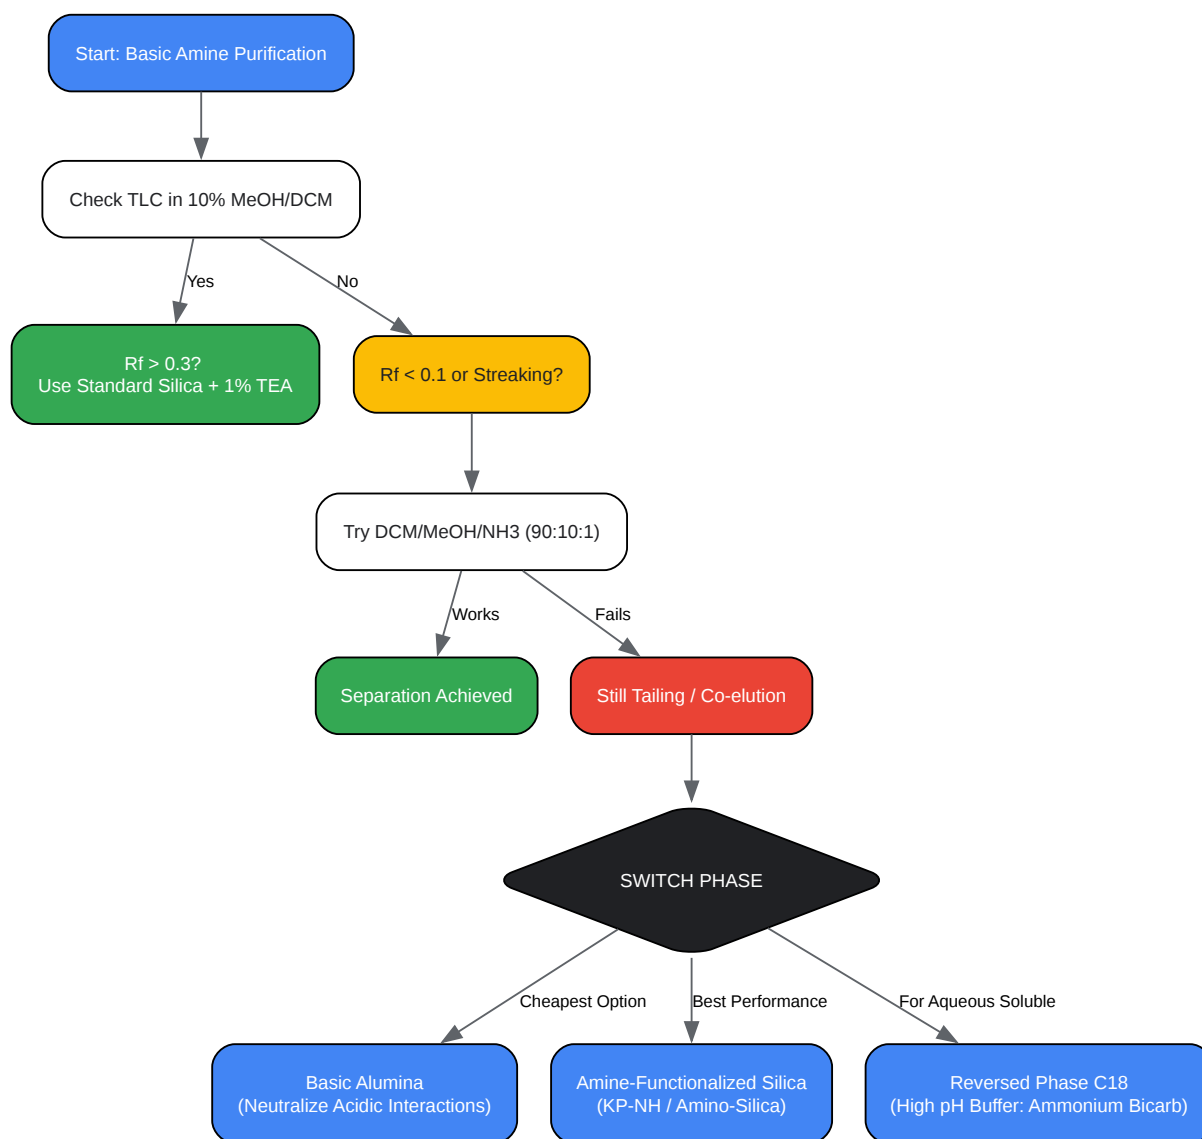 Start: Basic Amine Purification
Check TLC in 10% MeOH/DCM
Yes
No
Rf > 0.3?
Use Standard Silica + 1% TEA
Rf < 0.1 or Streaking?
Try DCM/MeOH/NH3 (90:10:1)
Works
Fails
Separation Achieved
Still Tailing / Co-elution
SWITCH PHASE
Cheapest Option
Best Performance
For Aqueous Soluble
Basic Alumina
(Neutralize Acidic Interactions)
Amine-Functionalized Silica
(KP-NH / Amino-Silica)
Reversed Phase C18
(High pH Buffer: Ammonium Bicarb)